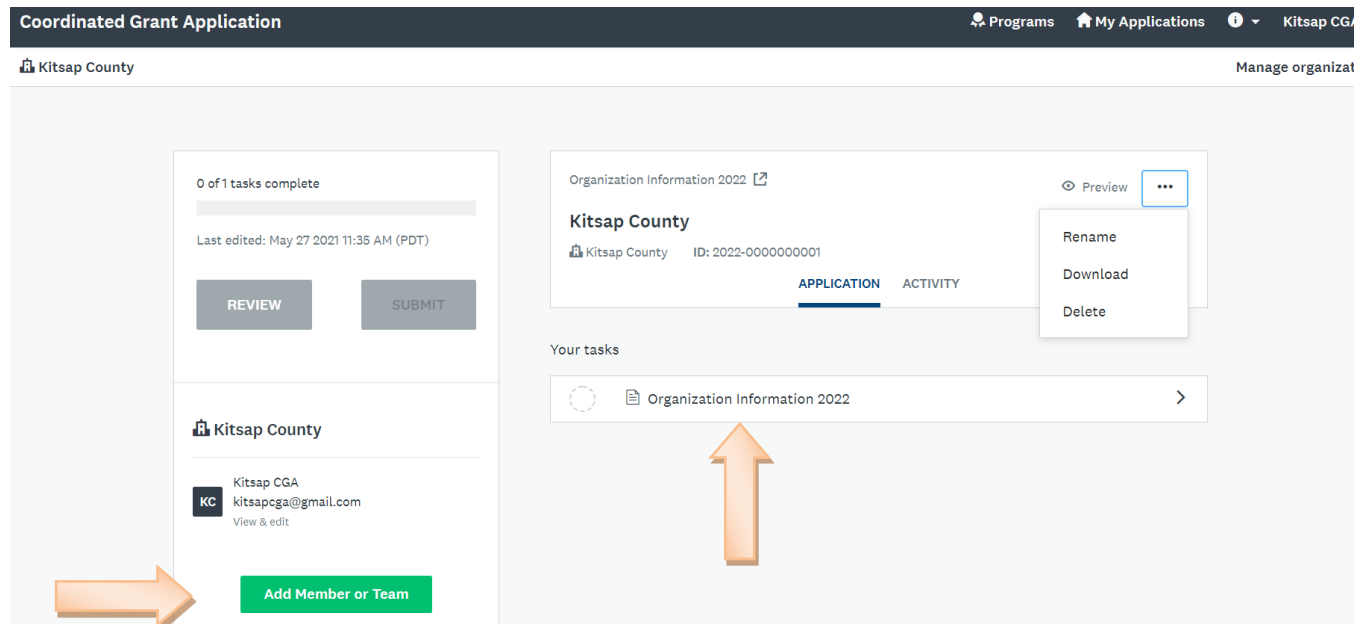 Coordinated Grant Application
Programs
My Applications
Kitsap CGA
Kitsap County
Manage organizat
0 of 1 tasks complete
Last edited: May 27 2021 11:35 AM (PDT)
REVIEW
SUBMIT
Kitsap County
KC
Kitsap CGA
kitsapcga@gmail.com
View & edit
Add Member or Team
Organization Information 2022
Preview
Kitsap County
Kitsap County ID: 2022-0000000001
APPLICATION
ACTIVITY
Rename
Download
Delete
Your tasks
Organization Information 2022